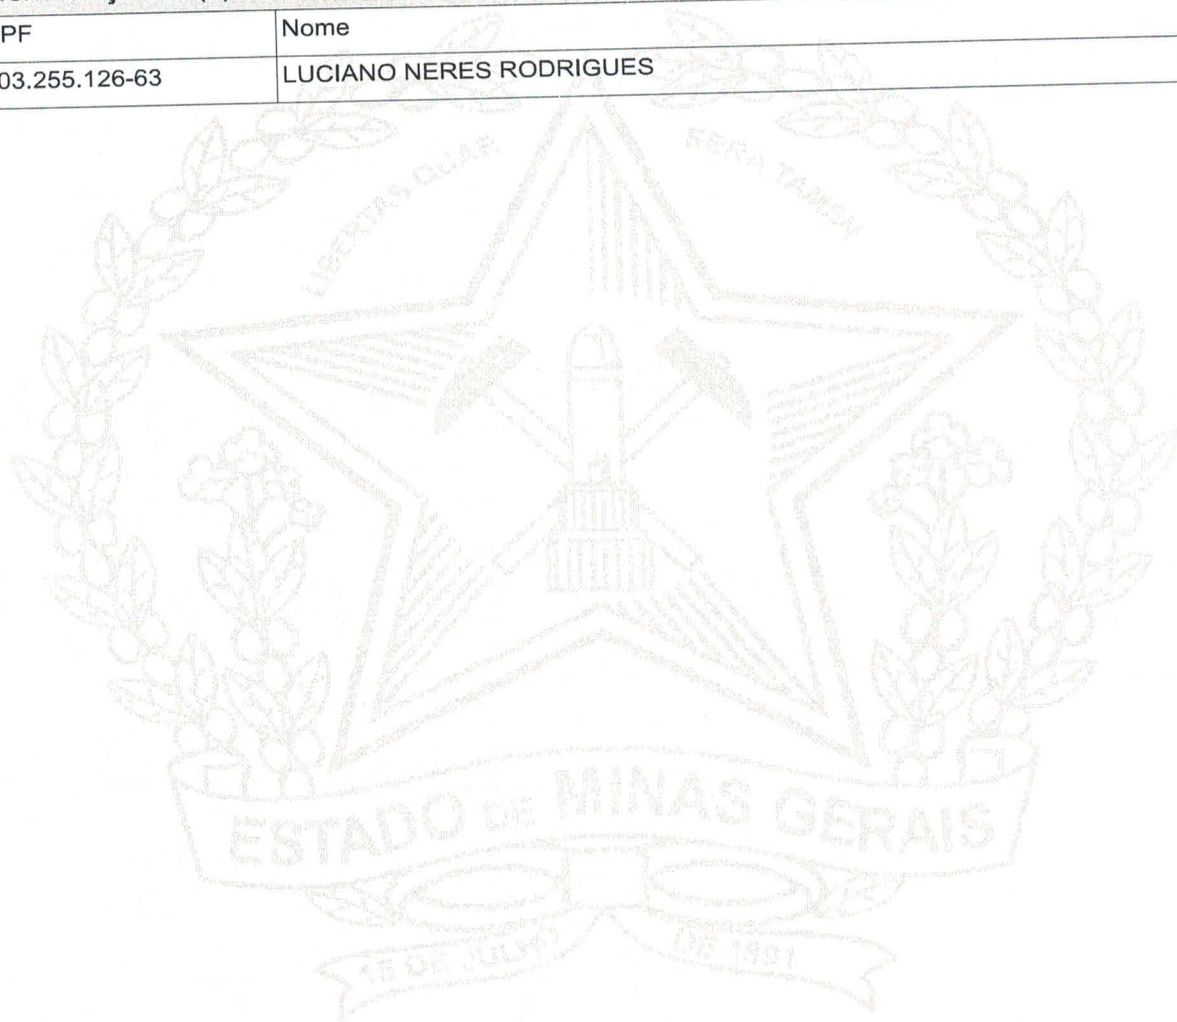 PF Nome
03.255.126-63 LUCIANO NERES RODRIGUES
LIBERTAS QUAE SERA TAMEN
ESTADO DE MINAS GERAIS
15 DE JULHO DE 1891